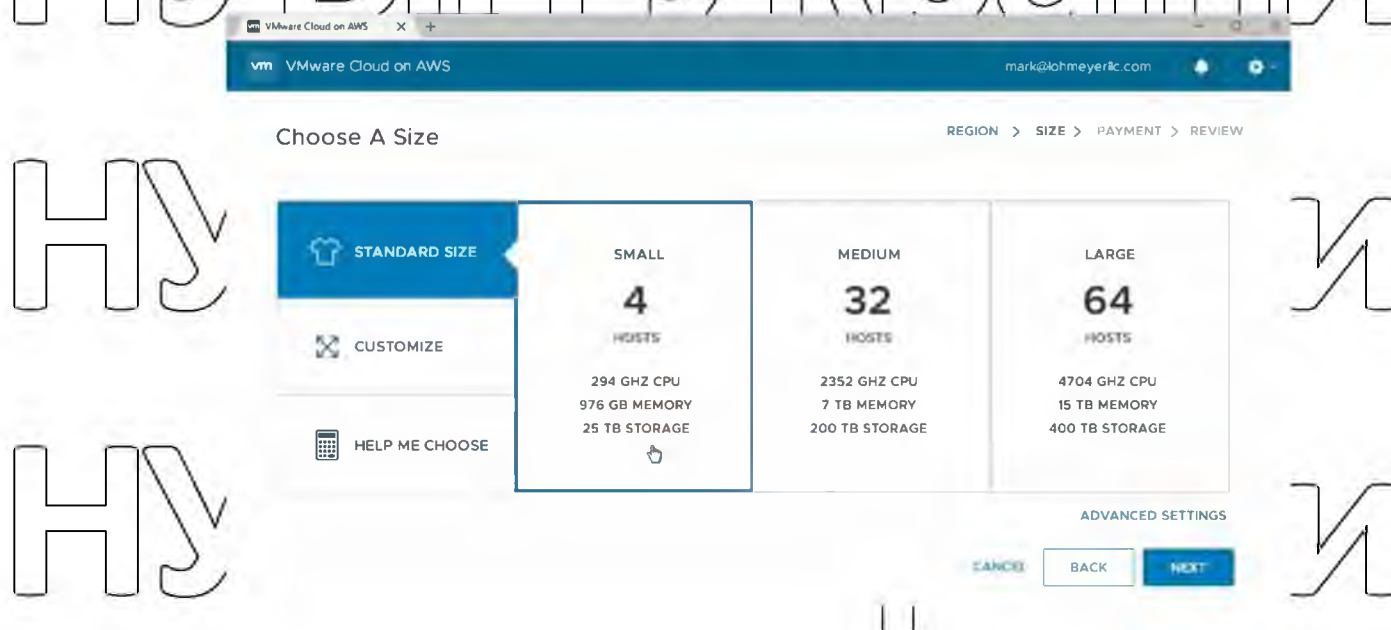 vm VMware Cloud on AWS X +
vm VMware Cloud on AWS
Choose A Size
REGION > SIZE > PAYMENT > REVIEW
STANDARD SIZE
CUSTOMIZE
HELP ME CHOOSE
SMALL
4
HOSTS
294 GHZ CPU
976 GB MEMORY
25 TB STORAGE
MEDIUM
32
HOSTS
2352 GHZ CPU
7 TB MEMORY
200 TB STORAGE
LARGE
64
HOSTS
4704 GHZ CPU
15 TB MEMORY
400 TB STORAGE
ADVANCED SETTINGS
CANCEL
BACK
NEXT
Ну
Ну